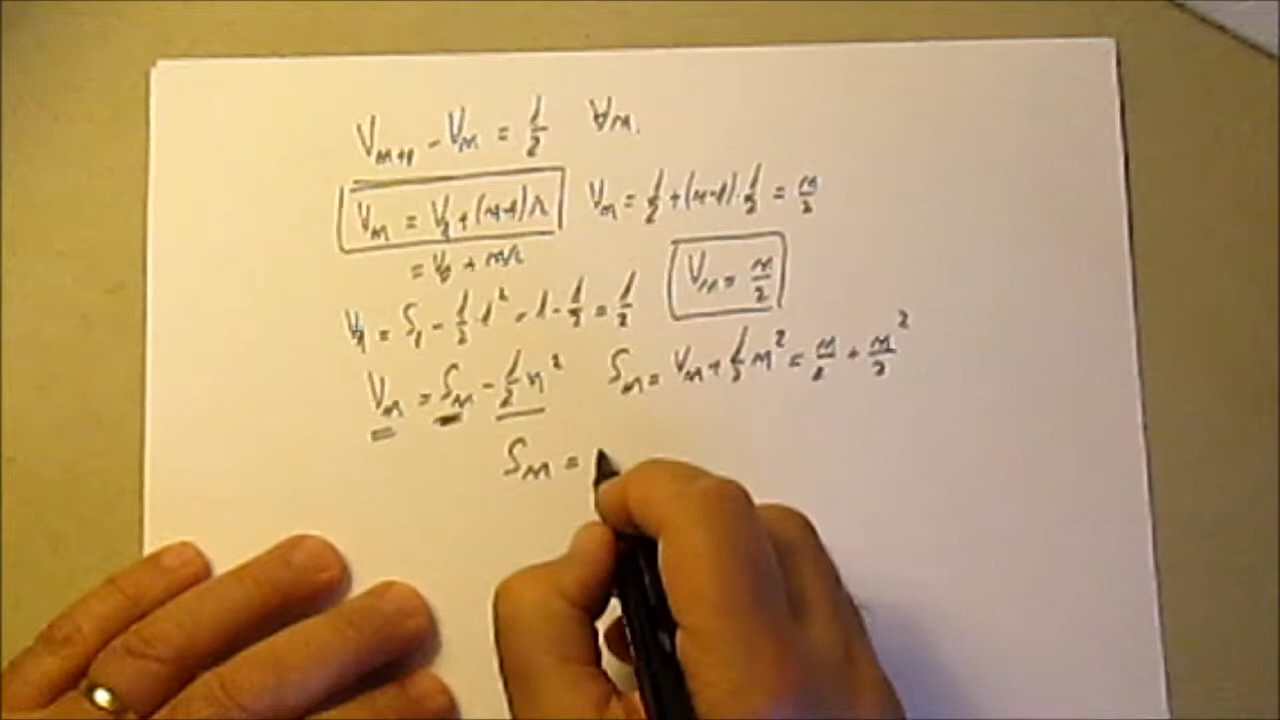 V_{n+1} - V_n = 1/2 ∀n.
V_n = V_1 + (n-1)r V_n = 1/2 + (n-1)·1/2 = n/2
= V_0 + nr V_n = n/2
V_1 = S_1 - 1/2·1² = 1 - 1/2 = 1/2
V_n = S_n - 1/2 n² S_n = V_n + 1/2 n² = n/2 + n²/2
S_n =